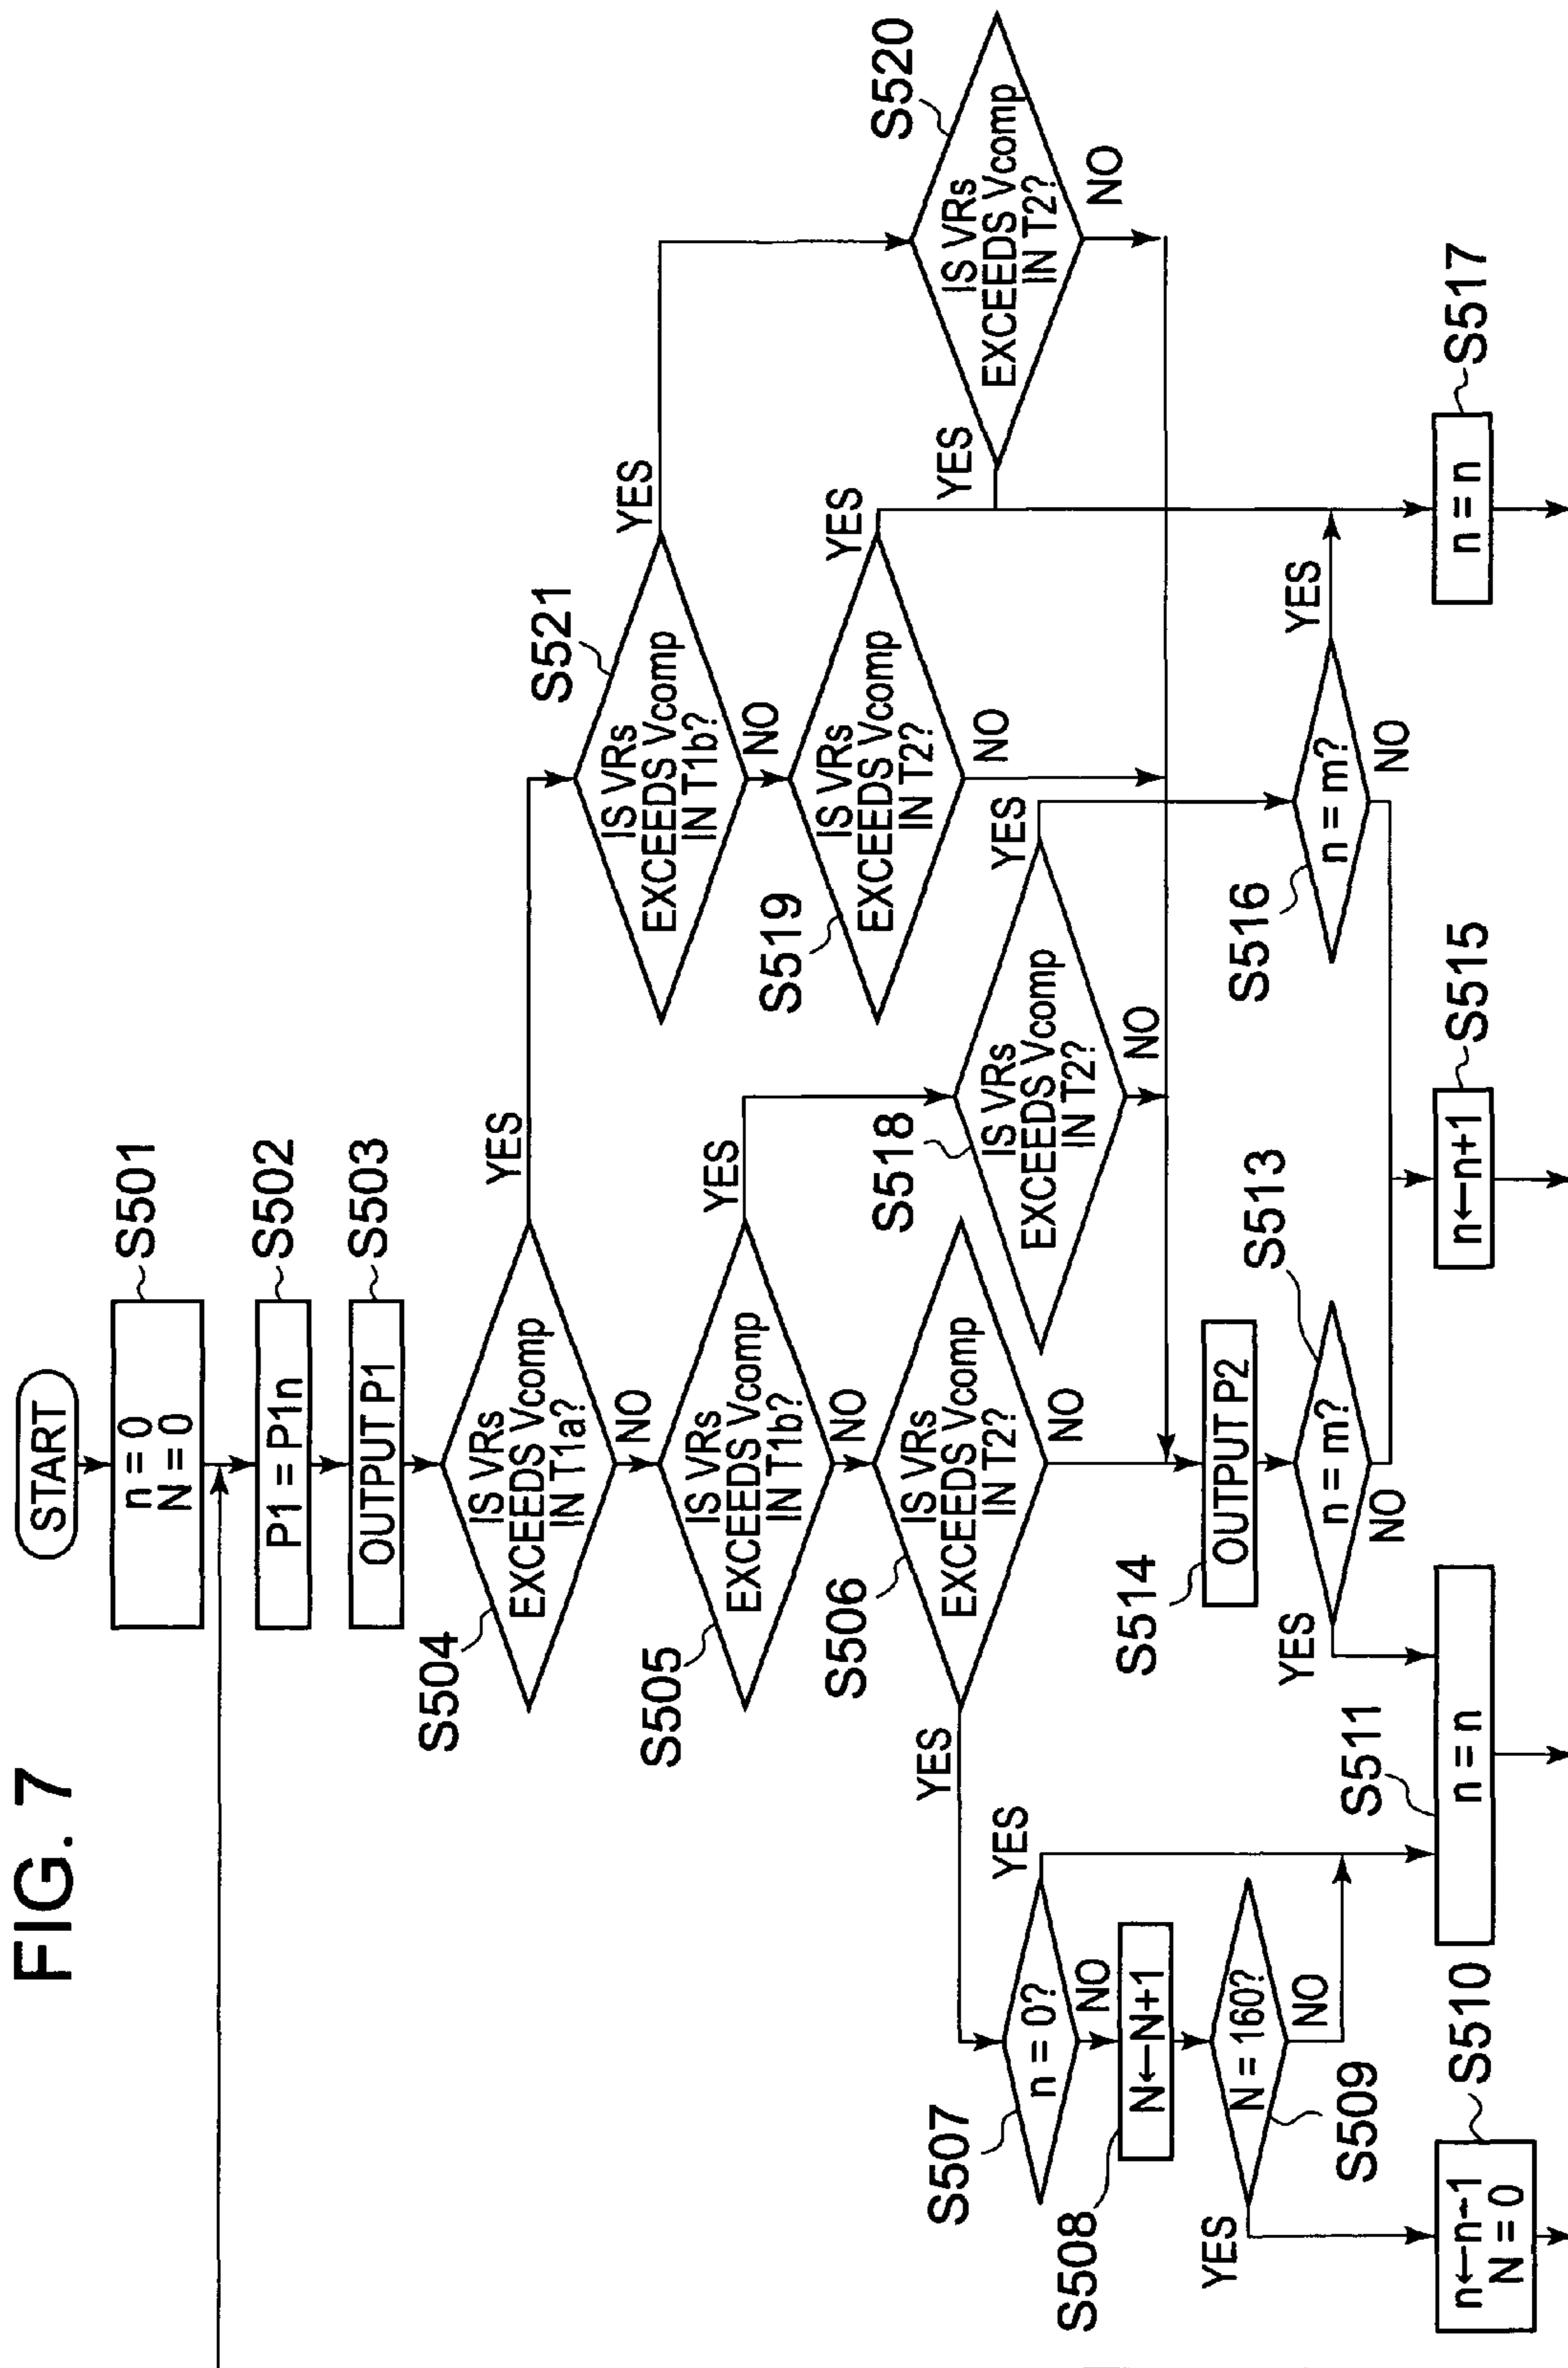 FIG. 7
START
n = 0
N = 0
S501
P1 = P1n
S502
OUTPUT P1
S503
S504
IS VRs
EXCEEDS Vcomp
IN T1a?
YES
NO
S505
IS VRs
EXCEEDS Vcomp
IN T1b?
YES
NO
S521
IS VRs
EXCEEDS Vcomp
IN T1b?
YES
NO
S506
IS VRs
EXCEEDS Vcomp
IN T2?
YES
NO
S519
IS VRs
EXCEEDS Vcomp
IN T2?
YES
NO
S518
IS VRs
EXCEEDS Vcomp
IN T2?
YES
NO
S520
IS VRs
EXCEEDS Vcomp
IN T2?
YES
NO
S507
n = 0?
YES
NO
S508
N←N+1
S509
N = 160?
YES
NO
S514
OUTPUT P2
S513
n = m?
YES
NO
S516
n = m?
YES
NO
n←n-1
N = 0
S510
S511
n = n
n←n+1
S515
n = n
S517